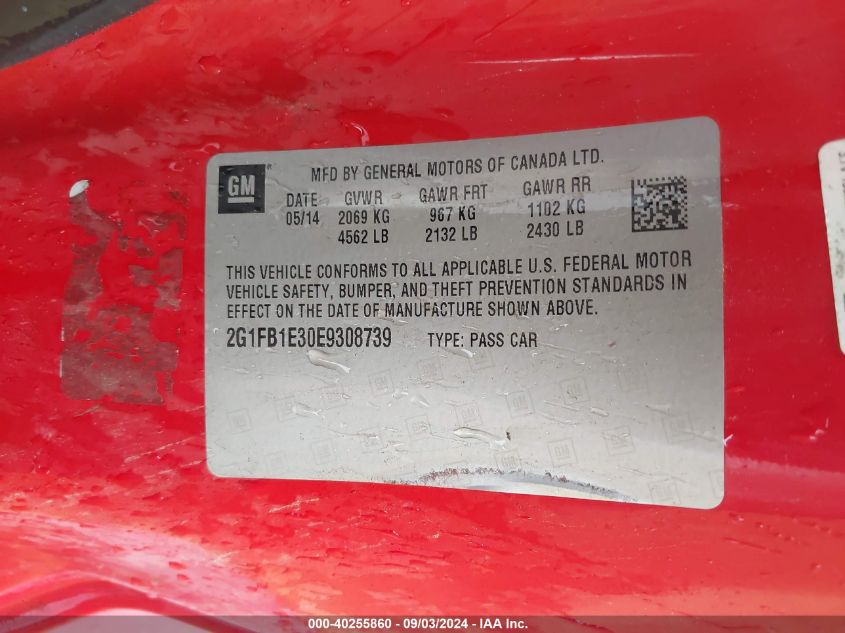 MFD BY GENERAL MOTORS OF CANADA LTD.
GM ®
DATE GVWR GAWR FRT GAWR RR
05/14 2069 KG 967 KG 1102 KG
4562 LB 2132 LB 2430 LB
THIS VEHICLE CONFORMS TO ALL APPLICABLE U.S. FEDERAL MOTOR
VEHICLE SAFETY, BUMPER, AND THEFT PREVENTION STANDARDS IN
EFFECT ON THE DATE OF MANUFACTURE SHOWN ABOVE.
2G1FB1E30E9308739 TYPE: PASS CAR
000-40255860 - 09/03/2024 - IAA Inc.